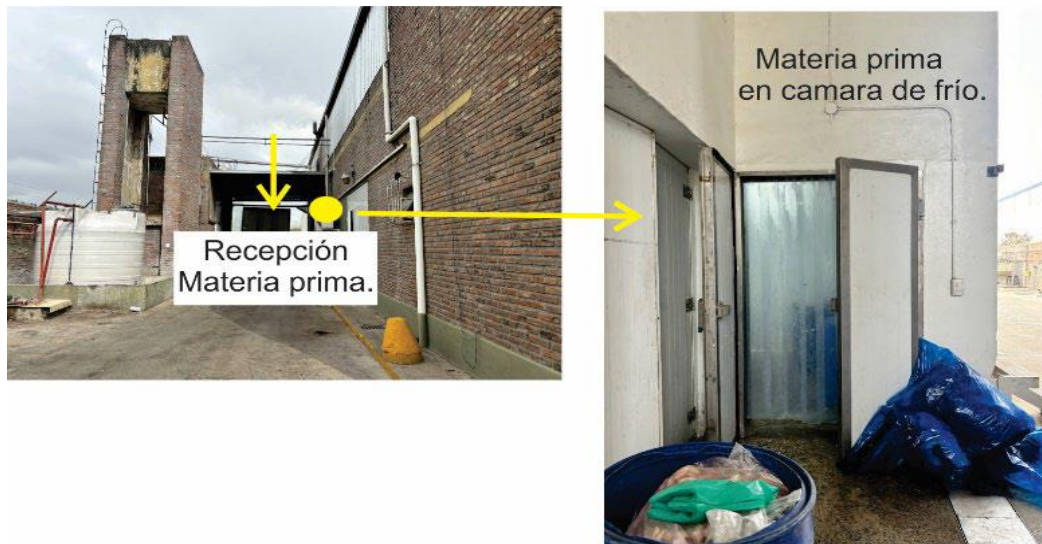 Recepción
Materia prima.
Materia prima
en camara de frío.